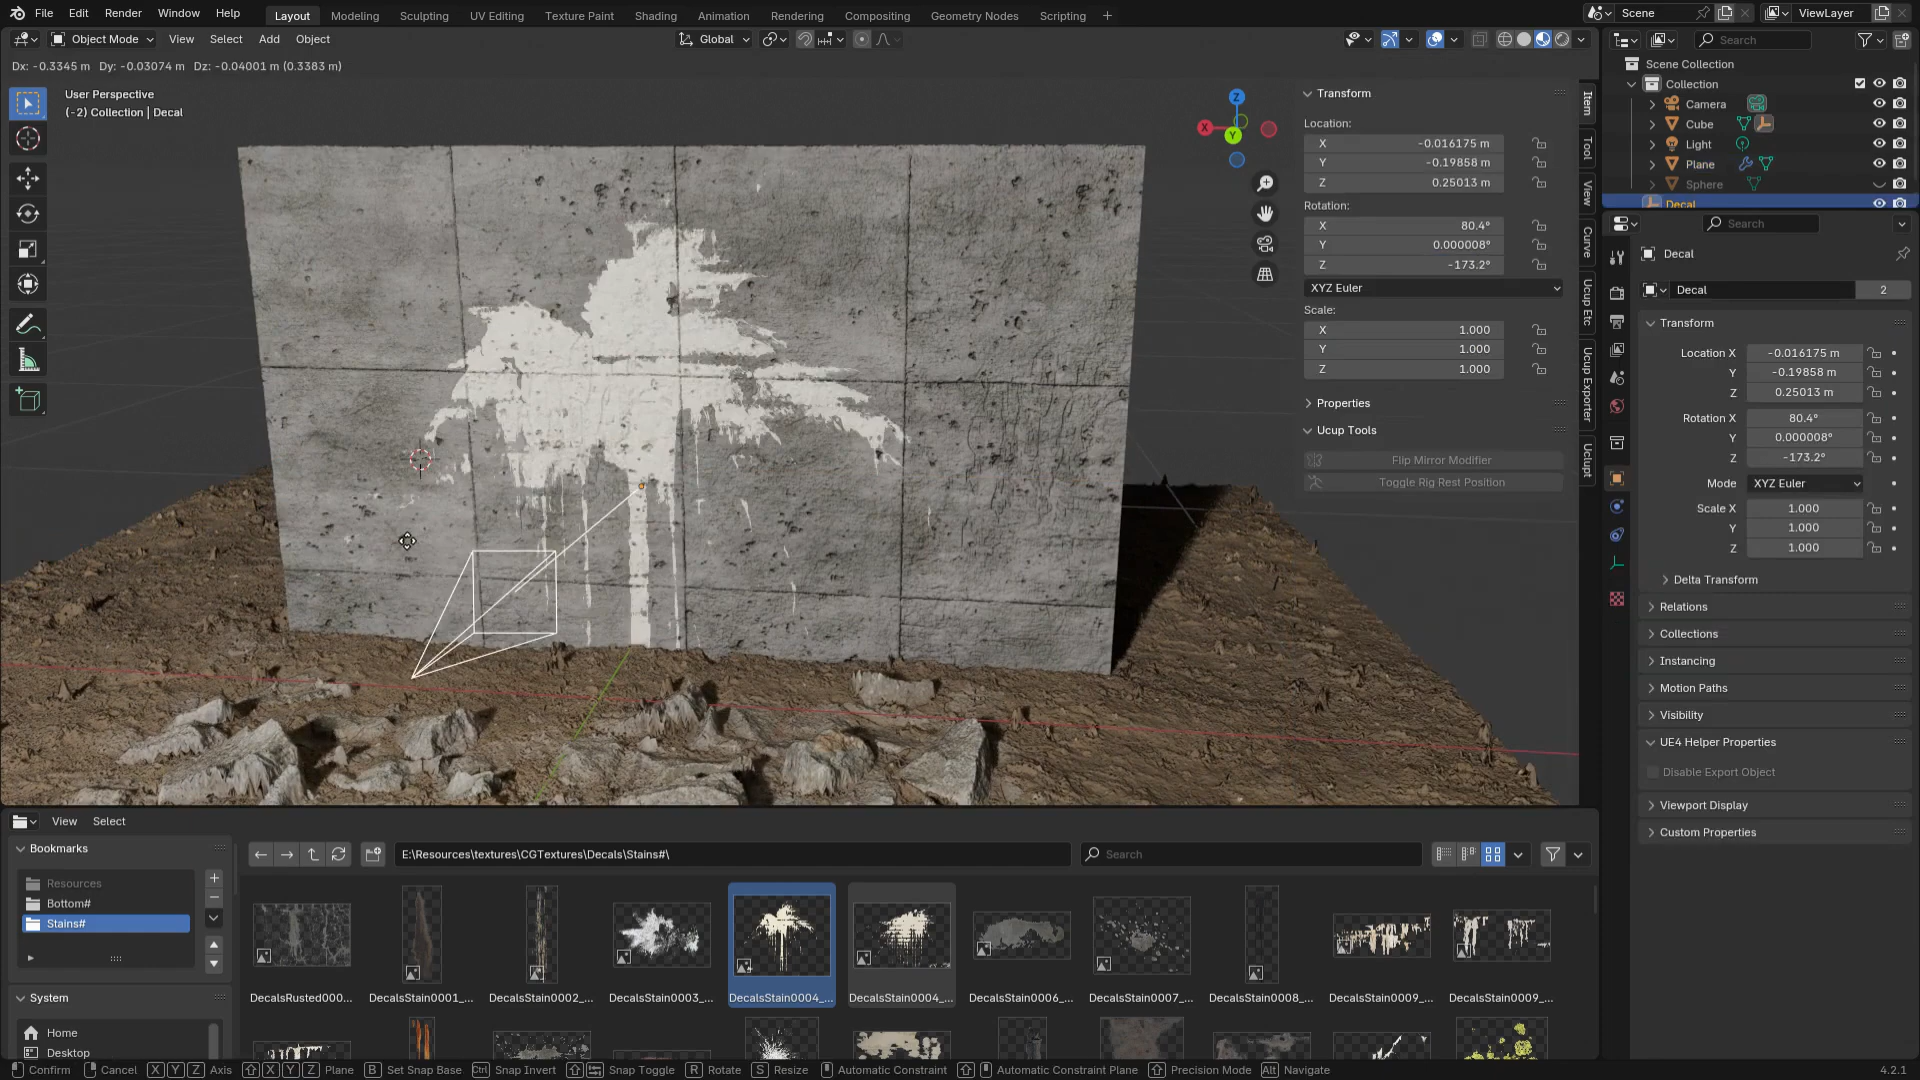 File Edit Render Window Help
Layout Modeling Sculpting UV Editing Texture Paint Shading Animation Rendering Compositing Geometry Nodes Scripting +
Scene
ViewLayer
Object Mode View Select Add Object
Global
Search
Dx: -0.3345 m Dy: -0.03074 m Dz: -0.04001 m (0.3383 m)
User Perspective
(-2) Collection | Decal
Z
X
Y
Transform
Location:
X -0.016175 m
Y -0.19858 m
Z 0.25013 m
Rotation:
X 80.4°
Y 0.000008°
Z -173.2°
XYZ Euler
Scale:
X 1.000
Y 1.000
Z 1.000
Properties
Ucup Tools
Flip Mirror Modifier
Toggle Rig Rest Position
Item
Tool
View
Curve
Ucup Etc
Ucup Exporter
Uclupt
Scene Collection
Collection
Camera
Cube
Light
Plane
Sphere
Decal
Search
Decal
Decal 2
Transform
Location X -0.016175 m
Y -0.19858 m
Z 0.25013 m
Rotation X 80.4°
Y 0.000008°
Z -173.2°
Mode XYZ Euler
Scale X 1.000
Y 1.000
Z 1.000
Delta Transform
Relations
Collections
Instancing
Motion Paths
Visibility
UE4 Helper Properties
Disable Export Object
Viewport Display
Custom Properties
View Select
Bookmarks
Resources
Bottom#
Stains#
System
Home
Desktop
E:\Resources\textures\CGTextures\Decals\Stains#\
Search
DecalsRusted000... DecalsStain0001_... DecalsStain0002_... DecalsStain0003_... DecalsStain0004_... DecalsStain0004_... DecalsStain0006_... DecalsStain0007_... DecalsStain0008_... DecalsStain0009_... DecalsStain0009_...
Confirm Cancel X Y Z Axis X Y Z Plane B Set Snap Base Ctrl Snap Invert Snap Toggle R Rotate S Resize Automatic Constraint Automatic Constraint Plane Precision Mode Alt Navigate 4.2.1